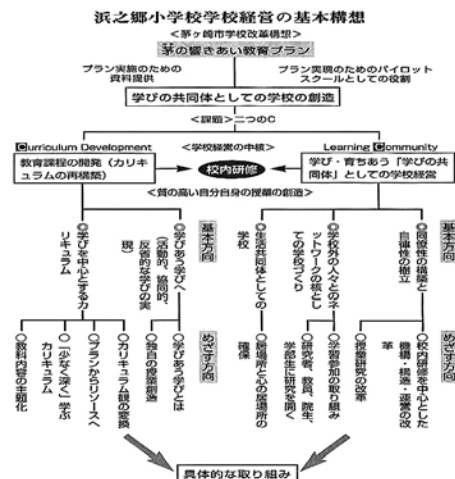 浜之郷小学校学校経営の基本構想
＜茅ヶ崎市学校改革構想＞
茅の響きあい教育プラン
プラン実施のための
資料提供
プラン実現のためのパイロット
スクールとしての役割
学びの共同体としての学校の創造
＜課題＞二つのC
Curriculum Development
＜学校経営の中核＞
Learning Community
教育課程の開発（カリ
キュラムの再構築）
校内研修
学び・育ちあう「学びの共
同体」としての学校経営
＜質の高い自分自身の授業の創造＞
基本方向
◎学びを中心とするカ
リキュラム
◎学びあう学びへ
（活動的、協同的、
反省的な学びの実
現）
◎生活共同体としての
学校
◎学校外の人々とのネ
ットワークの核とし
ての学校づくり
◎同僚性の構築と
自律性の樹立
基本方向
めざす方向
○教科内容の主題化
○「少なく深く」学ぶ
カリキュラム
○プランからリソースへ
○カリキュラム観の変換
○独自の授業創造
○学びあう学びとは
○居場所と心の居場所の
確保
○研究者、教員、院生、
学部生に研究を開く
○学習参加の取り組み
○授業研究の改革
○校内研修を中心とした
機構・構造・運営の改
革
めざす方向
具体的な取り組み